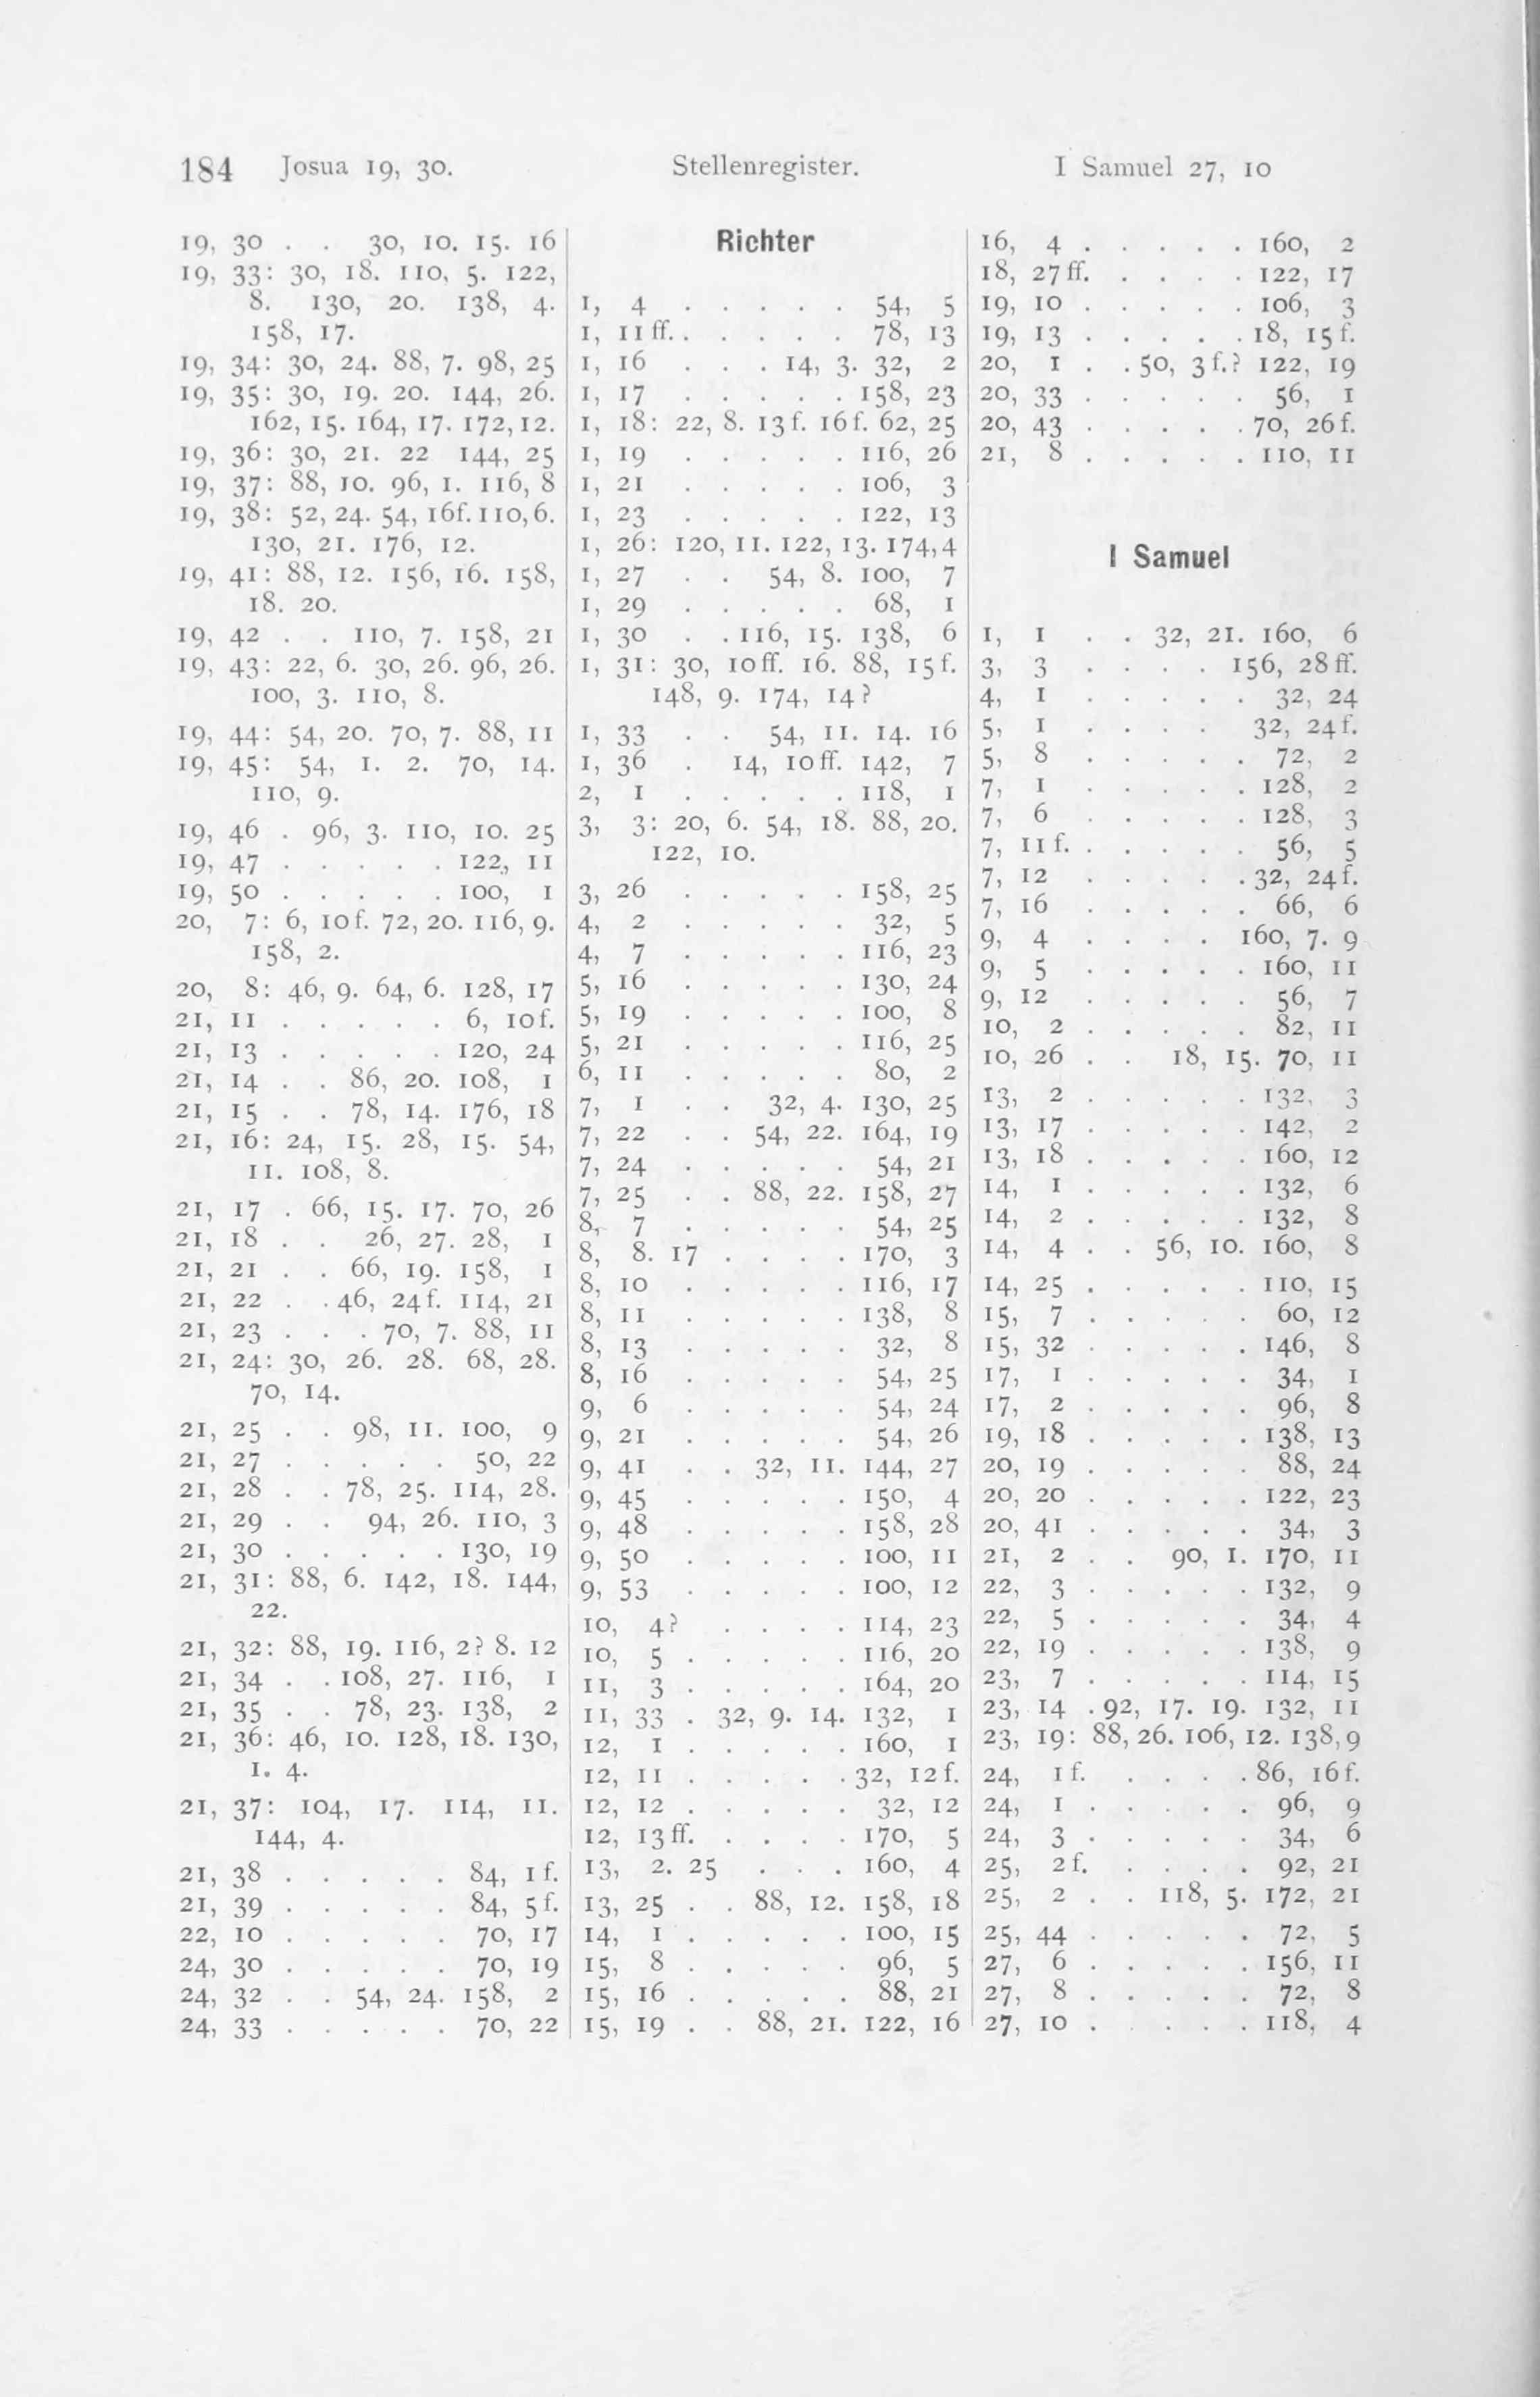 184 Josua 19, 30. Stellenregister. I Samuel 27, 10
19, 30 . . 30, 10. 15. 16
19, 33: 30, 18. 110, 5. 122,
8. 130, 20. 138, 4.
158, 17.
19, 34: 30, 24. 88, 7. 98, 25
19, 35: 30, 19. 20. 144, 26.
162, 15. 164, 17. 172, 12.
19, 36: 30, 21. 22 144, 25
19, 37: 88, 10. 96, 1. 116, 8
19, 38: 52, 24. 54, 16f. 110, 6.
130, 21. 176, 12.
19, 41: 88, 12. 156, 16. 158,
18. 20.
19, 42 . . 110, 7. 158, 21
19, 43: 22, 6. 30, 26. 96, 26.
100, 3. 110, 8.
19, 44: 54, 20. 70, 7. 88, 11
19, 45: 54, 1. 2. 70, 14.
110, 9.
19, 46 . 96, 3. 110, 10. 25
19, 47 . . . . . 122, 11
19, 50 . . . . . 100, 1
20, 7: 6, 10f. 72, 20. 116, 9.
158, 2.
20, 8: 46, 9. 64, 6. 128, 17
21, 11 . . . . . 6, 10f.
21, 13 . . . . . 120, 24
21, 14 . . 86, 20. 108, 1
21, 15 . . 78, 14. 176, 18
21, 16: 24, 15. 28, 15. 54,
11. 108, 8.
21, 17 . 66, 15. 17. 70, 26
21, 18 . . 26, 27. 28, 1
21, 21 . . 66, 19. 158, 1
21, 22 . . 46, 24f. 114, 21
21, 23 . . . 70, 7. 88, 11
21, 24: 30, 26. 28. 68, 28.
70, 14.
21, 25 . . 98, 11. 100, 9
21, 27 . . . . . 50, 22
21, 28 . . 78, 25. 114, 28.
21, 29 . . 94, 26. 110, 3
21, 30 . . . . . 130, 19
21, 31: 88, 6. 142, 18. 144,
22.
21, 32: 88, 19. 116, 2? 8. 12
21, 34 . . 108, 27. 116, 1
21, 35 . . 78, 23. 138, 2
21, 36: 46, 10. 128, 18. 130,
1. 4.
21, 37: 104, 17. 114, 11.
144, 4.
21, 38 . . . . . 84, 1f.
21, 39 . . . . . 84, 5f.
22, 10 . . . . . 70, 17
24, 30 . . . . . 70, 19
24, 32 . . 54, 24. 158, 2
24, 33 . . . . . 70, 22
Richter
1, 4 . . . . . 54, 5
1, 11ff. . . . . . 78, 13
1, 16 . . . 14, 3. 32, 2
1, 17 . . . . . 158, 23
1, 18: 22, 8. 13f. 16f. 62, 25
1, 19 . . . . . 116, 26
1, 21 . . . . . 106, 3
1, 23 . . . . . 122, 13
1, 26: 120, 11. 122, 13. 174, 4
1, 27 . . 54, 8. 100, 7
1, 29 . . . . . 68, 1
1, 30 . . 116, 15. 138, 6
1, 31: 30, 10ff. 16. 88, 15f.
148, 9. 174, 14?
1, 33 . . 54, 11. 14. 16
1, 36 . 14, 10ff. 142, 7
2, 1 . . . . . 118, 1
3, 3: 20, 6. 54, 18. 88, 20.
122, 10.
3, 26 . . . . . 158, 25
4, 2 . . . . . 32, 5
4, 7 . . . . . 116, 23
5, 16 . . . . . 130, 24
5, 19 . . . . . 100, 8
5, 21 . . . . . 116, 25
6, 11 . . . . . 80, 2
7, 1 . . 32, 4. 130, 25
7, 22 . . 54, 22. 164, 19
7, 24 . . . . . 54, 21
7, 25 . . 88, 22. 158, 27
8, 7 . . . . . 54, 25
8, 8. 17 . . . . 170, 3
8, 10 . . . . . 116, 17
8, 11 . . . . . 138, 8
8, 13 . . . . . 32, 8
8, 16 . . . . . 54, 25
9, 6 . . . . . 54, 24
9, 21 . . . . . 54, 26
9, 41 . . 32, 11. 144, 27
9, 45 . . . . . 150, 4
9, 48 . . . . . 158, 28
9, 50 . . . . . 100, 11
9, 53 . . . . . 100, 12
10, 4? . . . . 114, 23
10, 5 . . . . . 116, 20
11, 3 . . . . . 164, 20
11, 33 . 32, 9. 14. 132, 1
12, 1 . . . . . 160, 1
12, 11 . . . . . 32, 12f.
12, 12 . . . . . 32, 12
12, 13ff. . . . . 170, 5
13, 2. 25 . . . 160, 4
13, 25 . . 88, 12. 158, 18
14, 1 . . . . . 100, 15
15, 8 . . . . . 96, 5
15, 16 . . . . . 88, 21
15, 19 . . 88, 21. 122, 16
16, 4 . . . . . 160, 2
18, 27ff. . . . . 122, 17
19, 10 . . . . . 106, 3
19, 13 . . . . . 18, 15f.
20, 1 . . 50, 3f.? 122, 19
20, 33 . . . . . 56, 1
20, 43 . . . . . 70, 26f.
21, 8 . . . . . 110, 11
I Samuel
1, 1 . . 32, 21. 160, 6
3, 3 . . . . 156, 28ff.
4, 1 . . . . . 32, 24
5, 1 . . . . 32, 24f.
5, 8 . . . . . 72, 2
7, 1 . . . . . 128, 2
7, 6 . . . . . 128, 3
7, 11f. . . . . . 56, 5
7, 12 . . . . . 32, 24f.
7, 16 . . . . . 66, 6
9, 4 . . . . 160, 7. 9
9, 5 . . . . . 160, 11
9, 12 . . . . . 56, 7
10, 2 . . . . . 82, 11
10, 26 . . 18, 15. 70, 11
13, 2 . . . . . 132, 3
13, 17 . . . . . 142, 2
13, 18 . . . . . 160, 12
14, 1 . . . . . 132, 6
14, 2 . . . . . 132, 8
14, 4 . . 56, 10. 160, 8
14, 25 . . . . . 110, 15
15, 7 . . . . . 60, 12
15, 32 . . . . . 146, 8
17, 1 . . . . . 34, 1
17, 2 . . . . . 96, 8
19, 18 . . . . . 138, 13
20, 19 . . . . . 88, 24
20, 20 . . . . . 122, 23
20, 41 . . . . . 34, 3
21, 2 . . 90, 1. 170, 11
22, 3 . . . . . 132, 9
22, 5 . . . . . 34, 4
22, 19 . . . . . 138, 9
23, 7 . . . . . 114, 15
23, 14 . 92, 17. 19. 132, 11
23, 19: 88, 26. 106, 12. 138, 9
24, 1f. . . . . 86, 16f.
24, 1 . . . . . 96, 9
24, 3 . . . . . 34, 6
25, 2f. . . . . 92, 21
25, 2 . . 118, 5. 172, 21
25, 44 . . . . . 72, 5
27, 6 . . . . . 156, 11
27, 8 . . . . . 72, 8
27, 10 . . . . . 118, 4